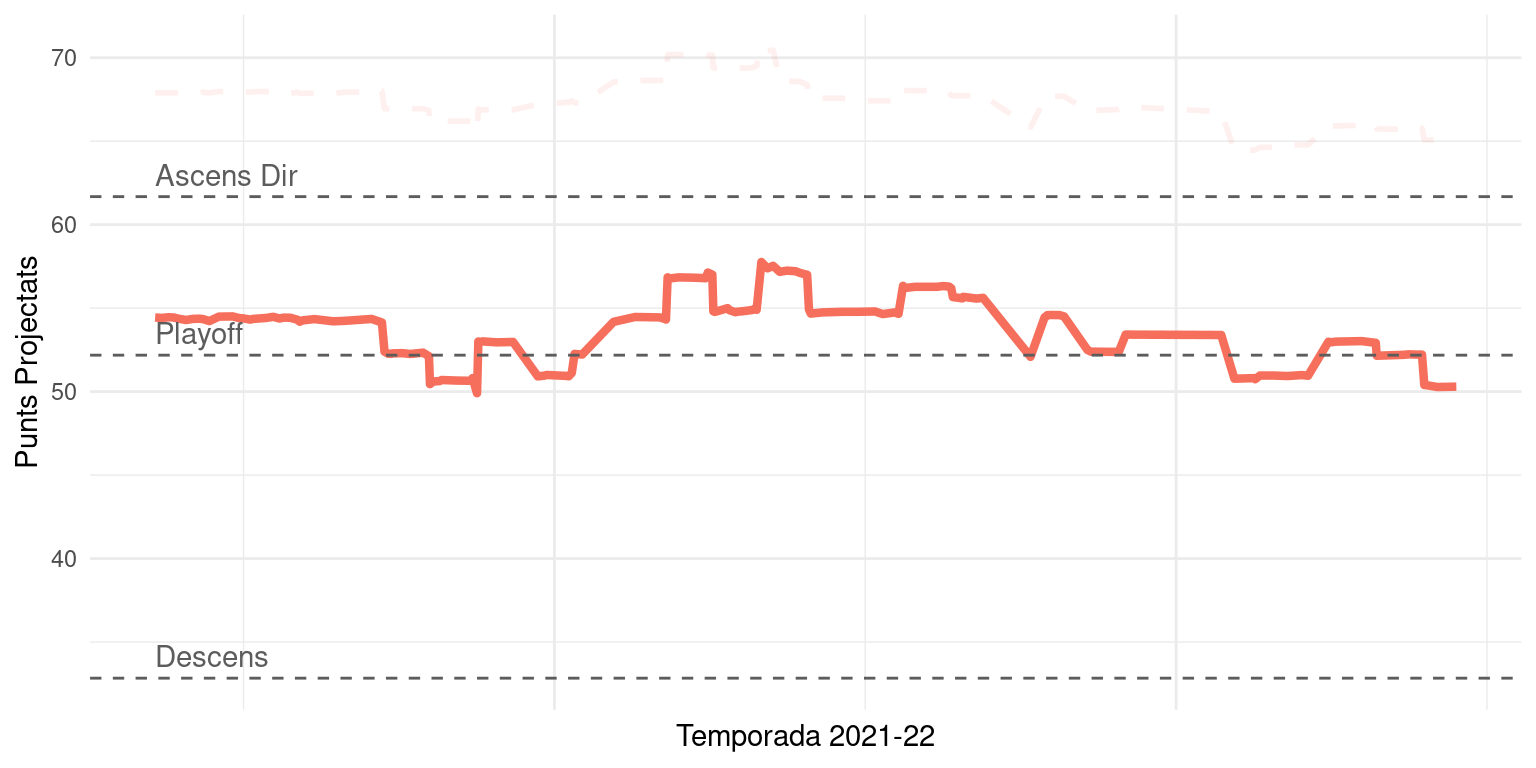 70
Ascens Dir
60
Playoff
50
40
Descens
Punts Projectats
Temporada 2021-22